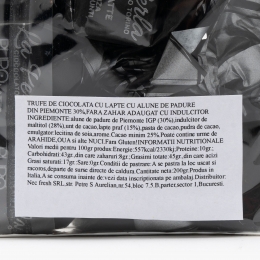 TRUFE DE CIOCOLATA CU LAPTE CU ALUNE DE PADURE
DIN PIEMONTE 30%,FARA ZAHAR ADAUGAT CU INDULCITOR
INGREDIENTE:alune de padure de Piemonte IGP (30%),indulcitor de
maltitol (28%),unt de cacao,lapte praf (15%),pasta de cacao,pudra de cacao,
emulgator:lecitina de soia,arome,Cacao minim 25%.Poate contine urme de soia si
ARAHIDE,OUA,NUCI.Fara Gluten!INFORMATII NUTRITIONALE
Valori medii pentru 100gr produs:Energie:557kcal/2330kj,Proteine:10gr;
Carbohidrati:43gr,din care zaharuri 8gr;Grasimi totale:45gr,din care acizi
Grasi saturati:17gr;Sare:0gr Conditii de pastrare:A se pastra la loc uscat si
racoros,departe de surse directe de caldura.Cantitatea neta:200gr/Produs in
Italia,A se consuma inainte de vezi data inscriptionata pe ambalaj.Distribuitor:
Nec fresh SRL,str. Petre S Aurelian,nr.54,bloc 7.5.B,parter,sector 1,Bucuresti.